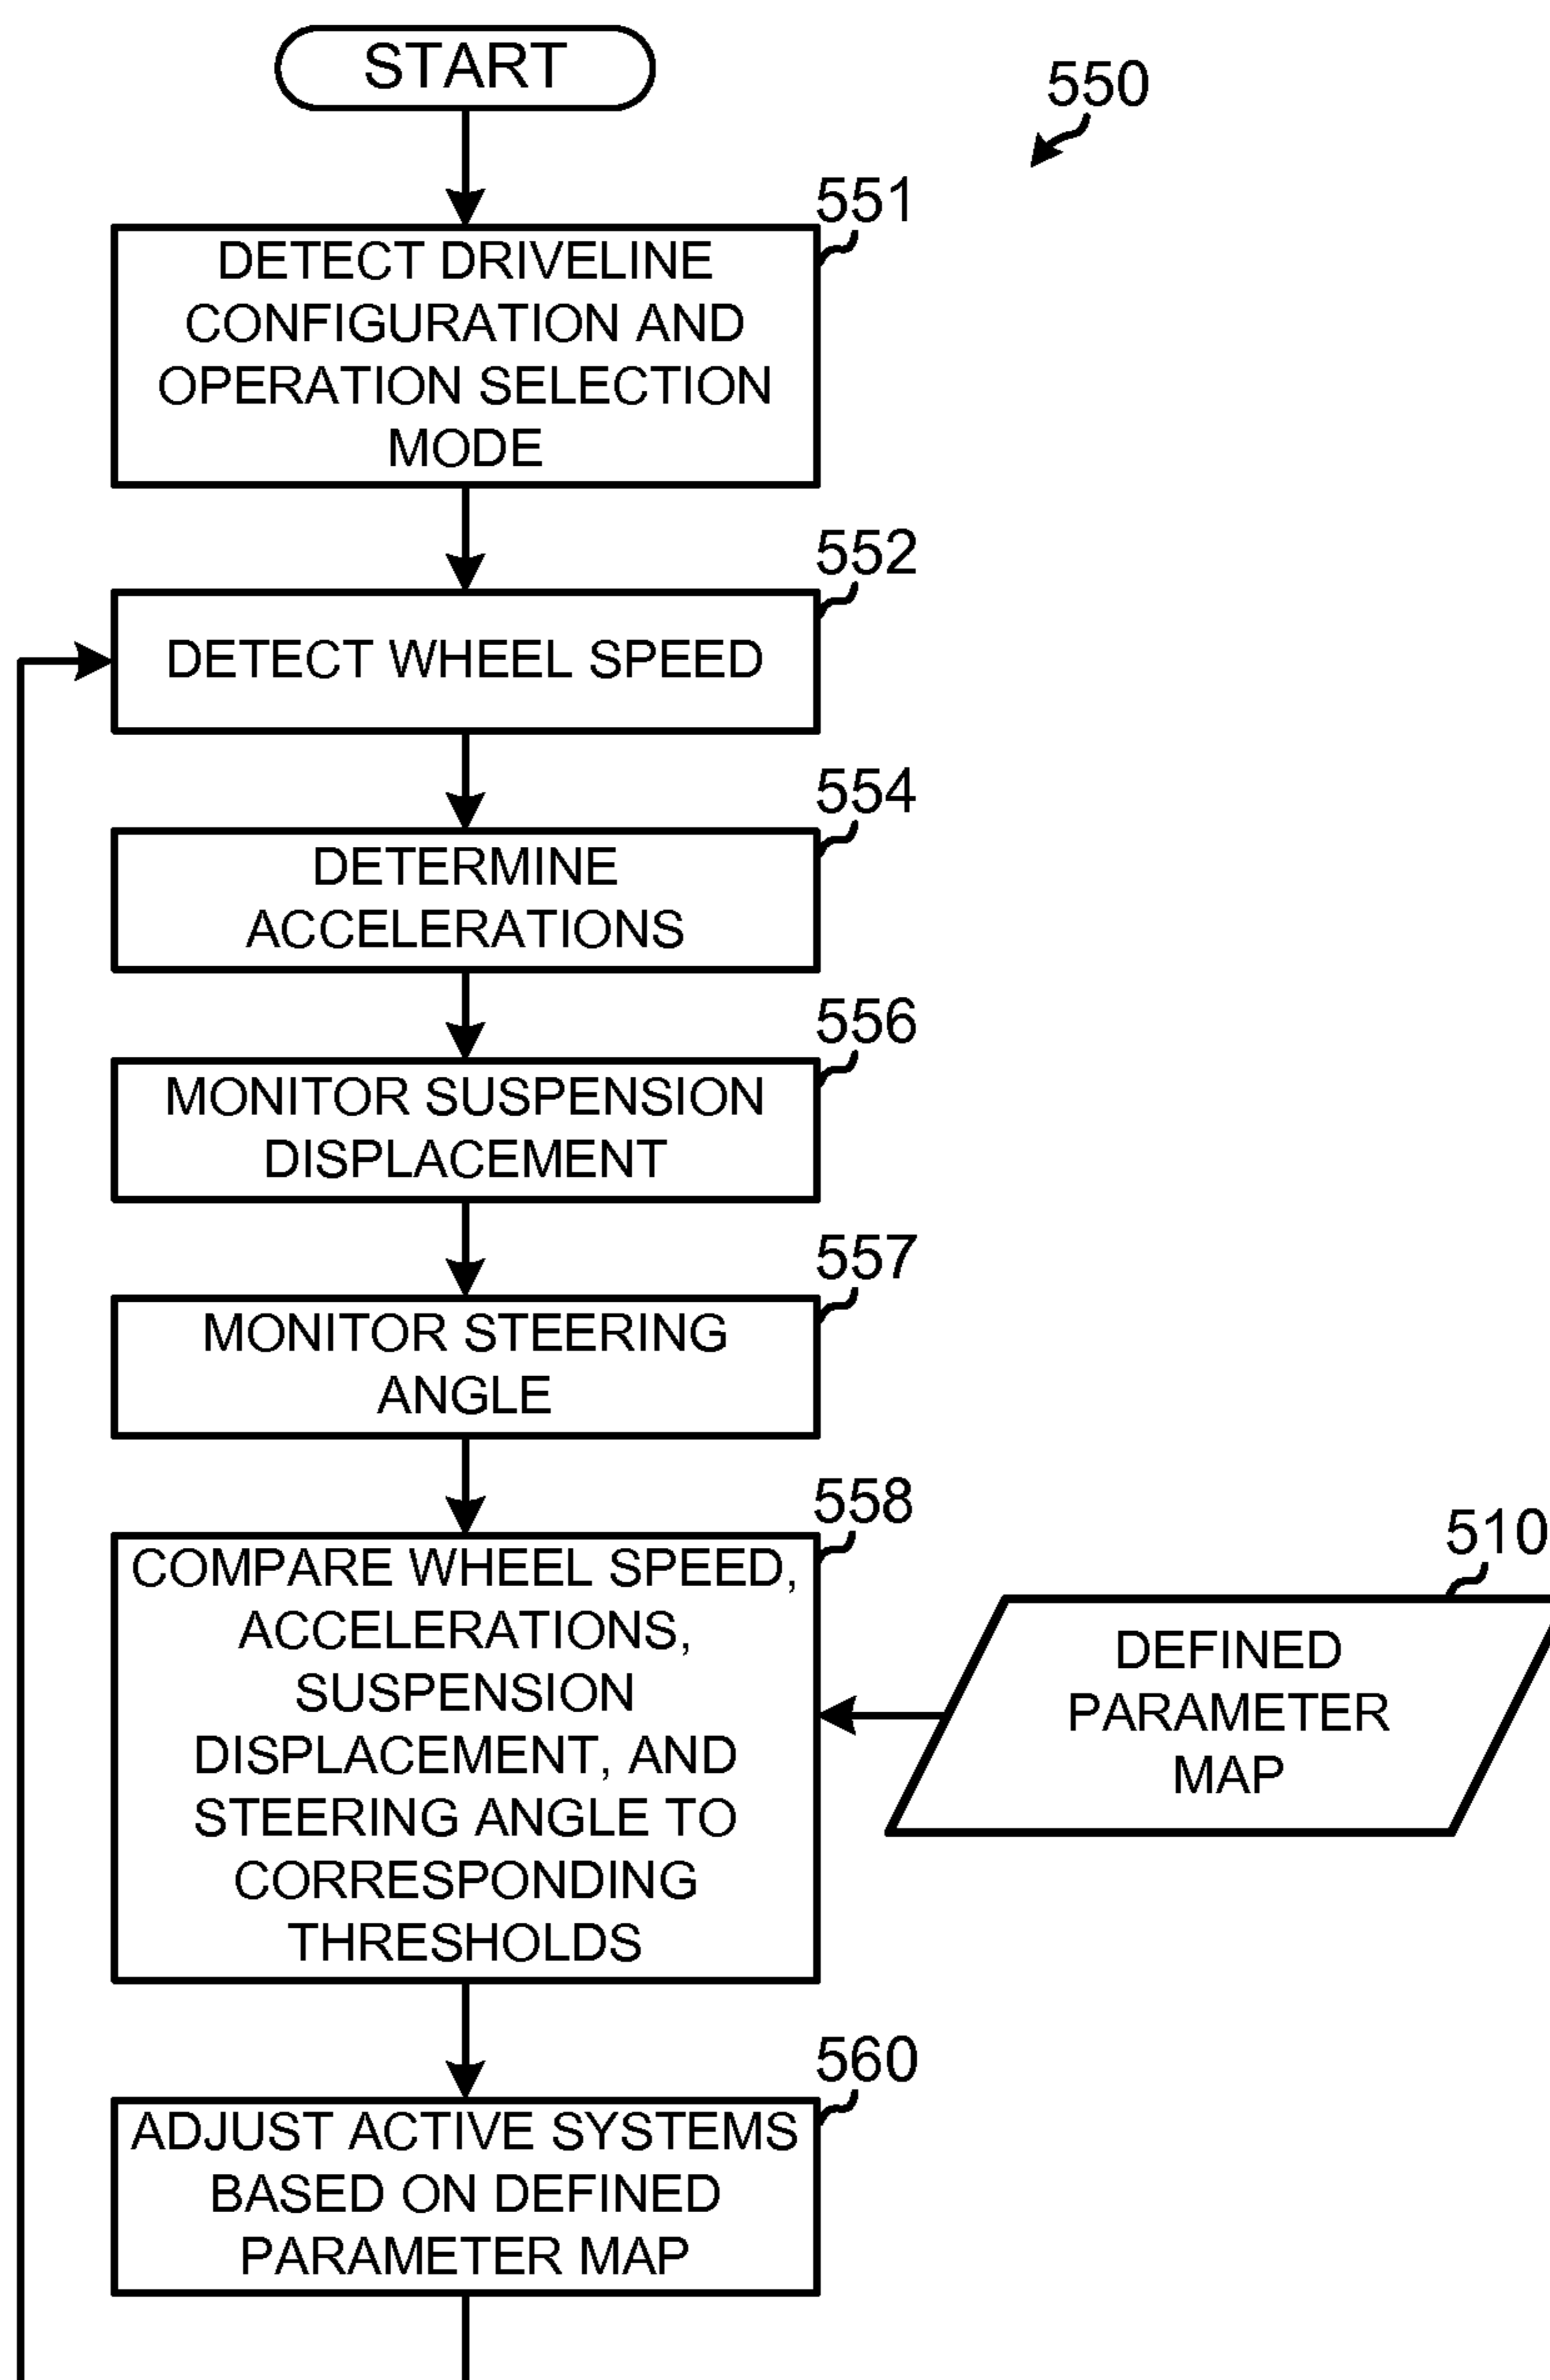 START
550
551
DETECT DRIVELINE
CONFIGURATION AND
OPERATION SELECTION
MODE
552
DETECT WHEEL SPEED
554
DETERMINE
ACCELERATIONS
556
MONITOR SUSPENSION
DISPLACEMENT
557
MONITOR STEERING
ANGLE
558
COMPARE WHEEL SPEED,
ACCELERATIONS,
SUSPENSION
DISPLACEMENT, AND
STEERING ANGLE TO
CORRESPONDING
THRESHOLDS
510
DEFINED
PARAMETER
MAP
560
ADJUST ACTIVE SYSTEMS
BASED ON DEFINED
PARAMETER MAP